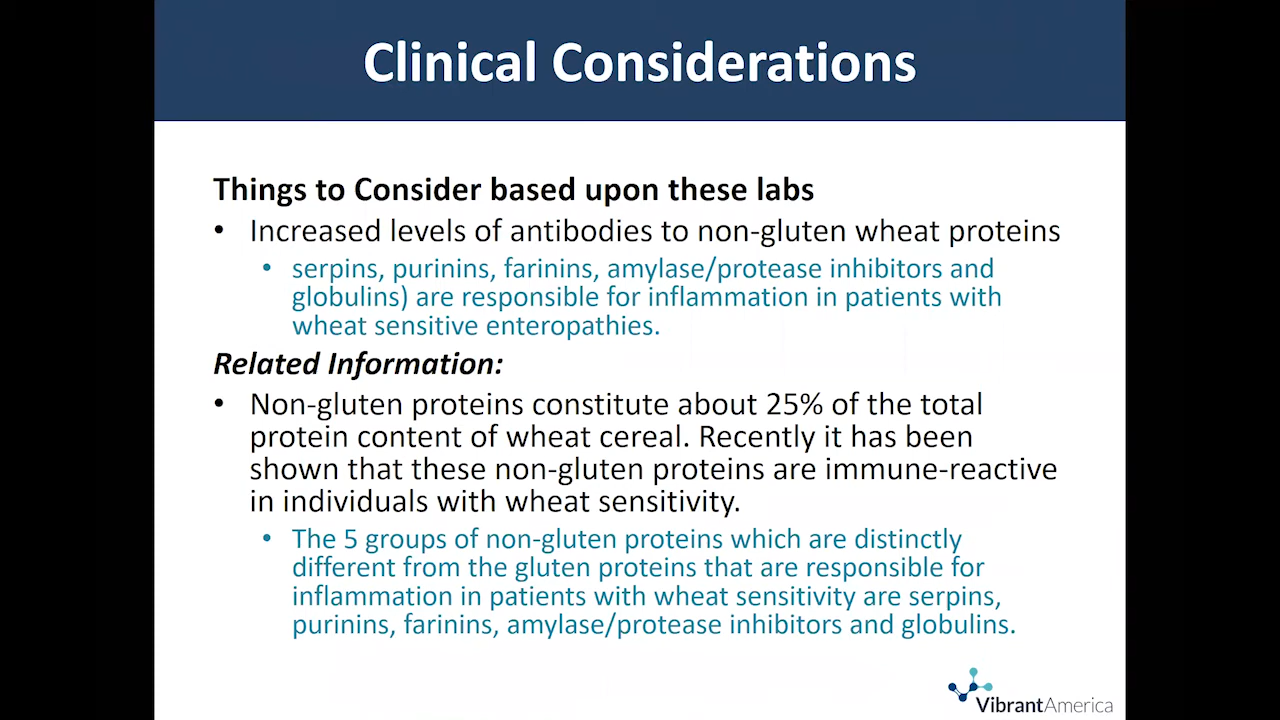 Clinical Considerations
Things to Consider based upon these labs
• Increased levels of antibodies to non-gluten wheat proteins
• serpins, purinins, farinins, amylase/protease inhibitors and
globulins) are responsible for inflammation in patients with
wheat sensitive enteropathies.
Related Information:
• Non-gluten proteins constitute about 25% of the total
protein content of wheat cereal. Recently it has been
shown that these non-gluten proteins are immune-reactive
in individuals with wheat sensitivity.
• The 5 groups of non-gluten proteins which are distinctly
different from the gluten proteins that are responsible for
inflammation in patients with wheat sensitivity are serpins,
purinins, farinins, amylase/protease inhibitors and globulins.
VibrantAmerica